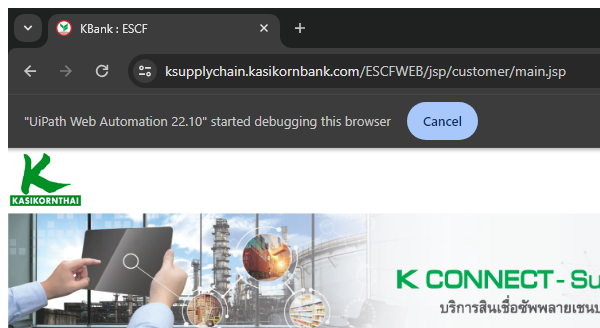 KBank : ESCF
ksupplychain.kasikornbank.com/ESCFWEB/jsp/customer/main.jsp
"UiPath Web Automation 22.10" started debugging this browser
Cancel
KASIKORNTHAI
K CONNECT - Su
บริการสินเชื่อซัพพลายเชนบ